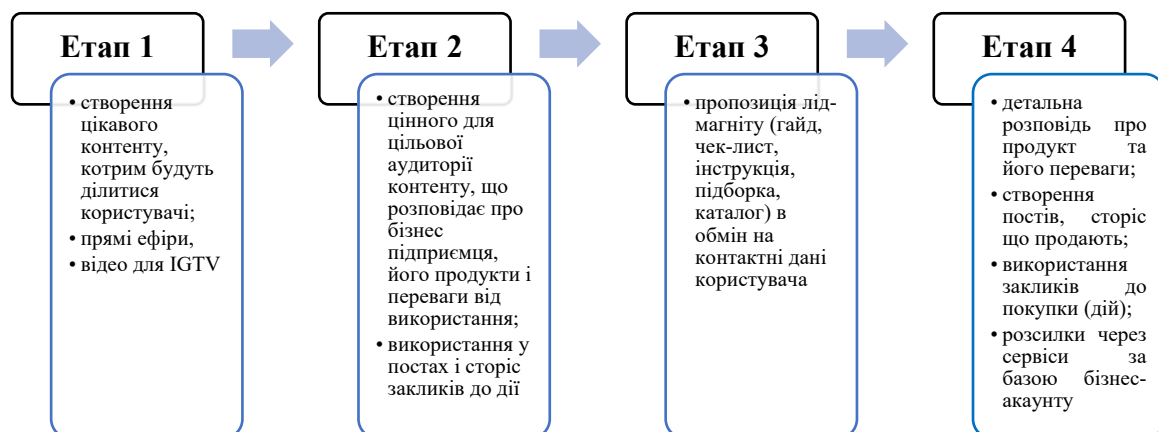 Етап 1
• створення
цікавого
контенту,
котрим будуть
ділитися
користувачі;
• прямі ефіри,
• відео для IGTV
Етап 2
• створення
цінного для
цільової
аудиторії
контенту, що
розповідає про
бізнес
підприємця,
його продукти і
переваги від
використання;
• використання у
постах і сторіс
закликів до дії
Етап 3
• пропозиція лід-
магніту (гайд,
чек-лист,
інструкція,
підборка,
каталог) в
обмін на
контактні дані
користувача
Етап 4
• детальна
розповідь про
продукт та
його переваги;
• створення
постів, сторіс
що продають;
• використання
закликів до
покупки (дій);
• розсилки через
сервіси за
базою бізнес-
акаунту